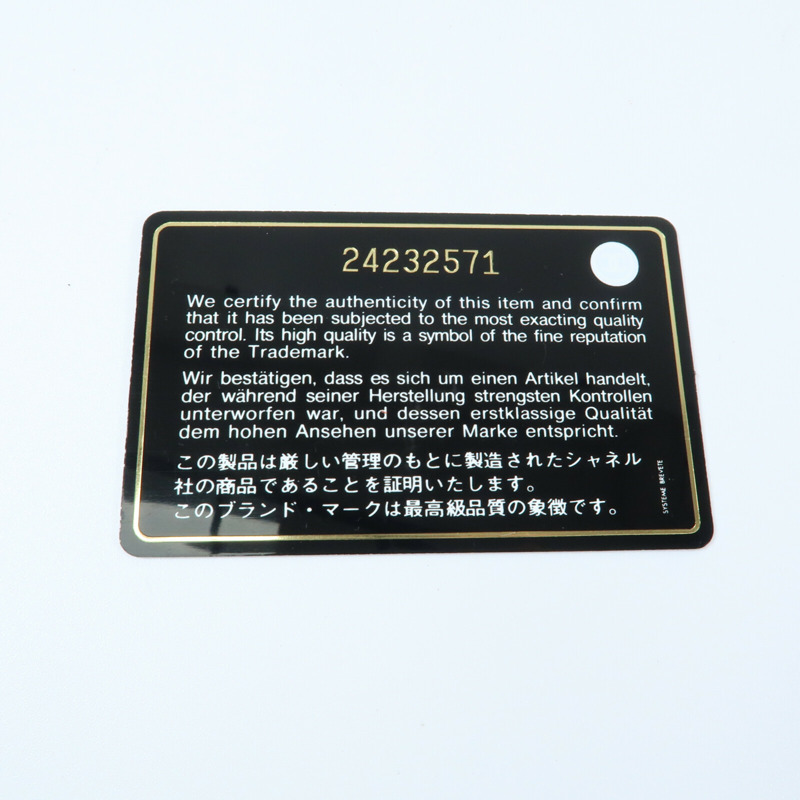 24232571
We certify the authenticity of this item and confirm
that it has been subjected to the most exacting quality
control. Its high quality is a symbol of the fine reputation
of the Trademark.
Wir bestätigen, dass es sich um einen Artikel handelt,
der während seiner Herstellung strengsten Kontrollen
unterworfen war, und dessen erstklassige Qualität
dem hohen Ansehen unserer Marke entspricht.
この製品は厳しい管理のもとに製造されたシャネル
社の商品であることを証明いたします。
このブランド・マークは最高級品質の象徴です。
SYSTEME BREVETE